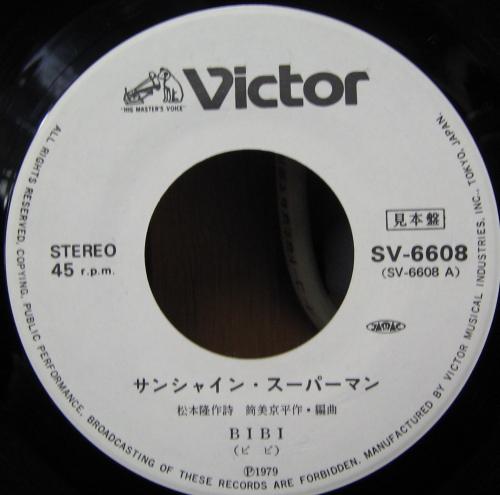 Victor
"HIS MASTER'S VOICE"
見本盤
STEREO
45 r.p.m.
SV-6608
(SV-6608 A)
JASRAC
サンシャイン・スーパーマン
松本隆作詩 筒美京平作・編曲
BIBI
(ビビ)
Ⓟ1979
ALL RIGHTS RESERVED, COPYING, PUBLIC PERFORMANCE, BROADCASTING OF THESE RECORDS ARE FORBIDDEN. MANUFACTURED BY VICTOR MUSICAL INDUSTRIES, INC., TOKYO, JAPAN.